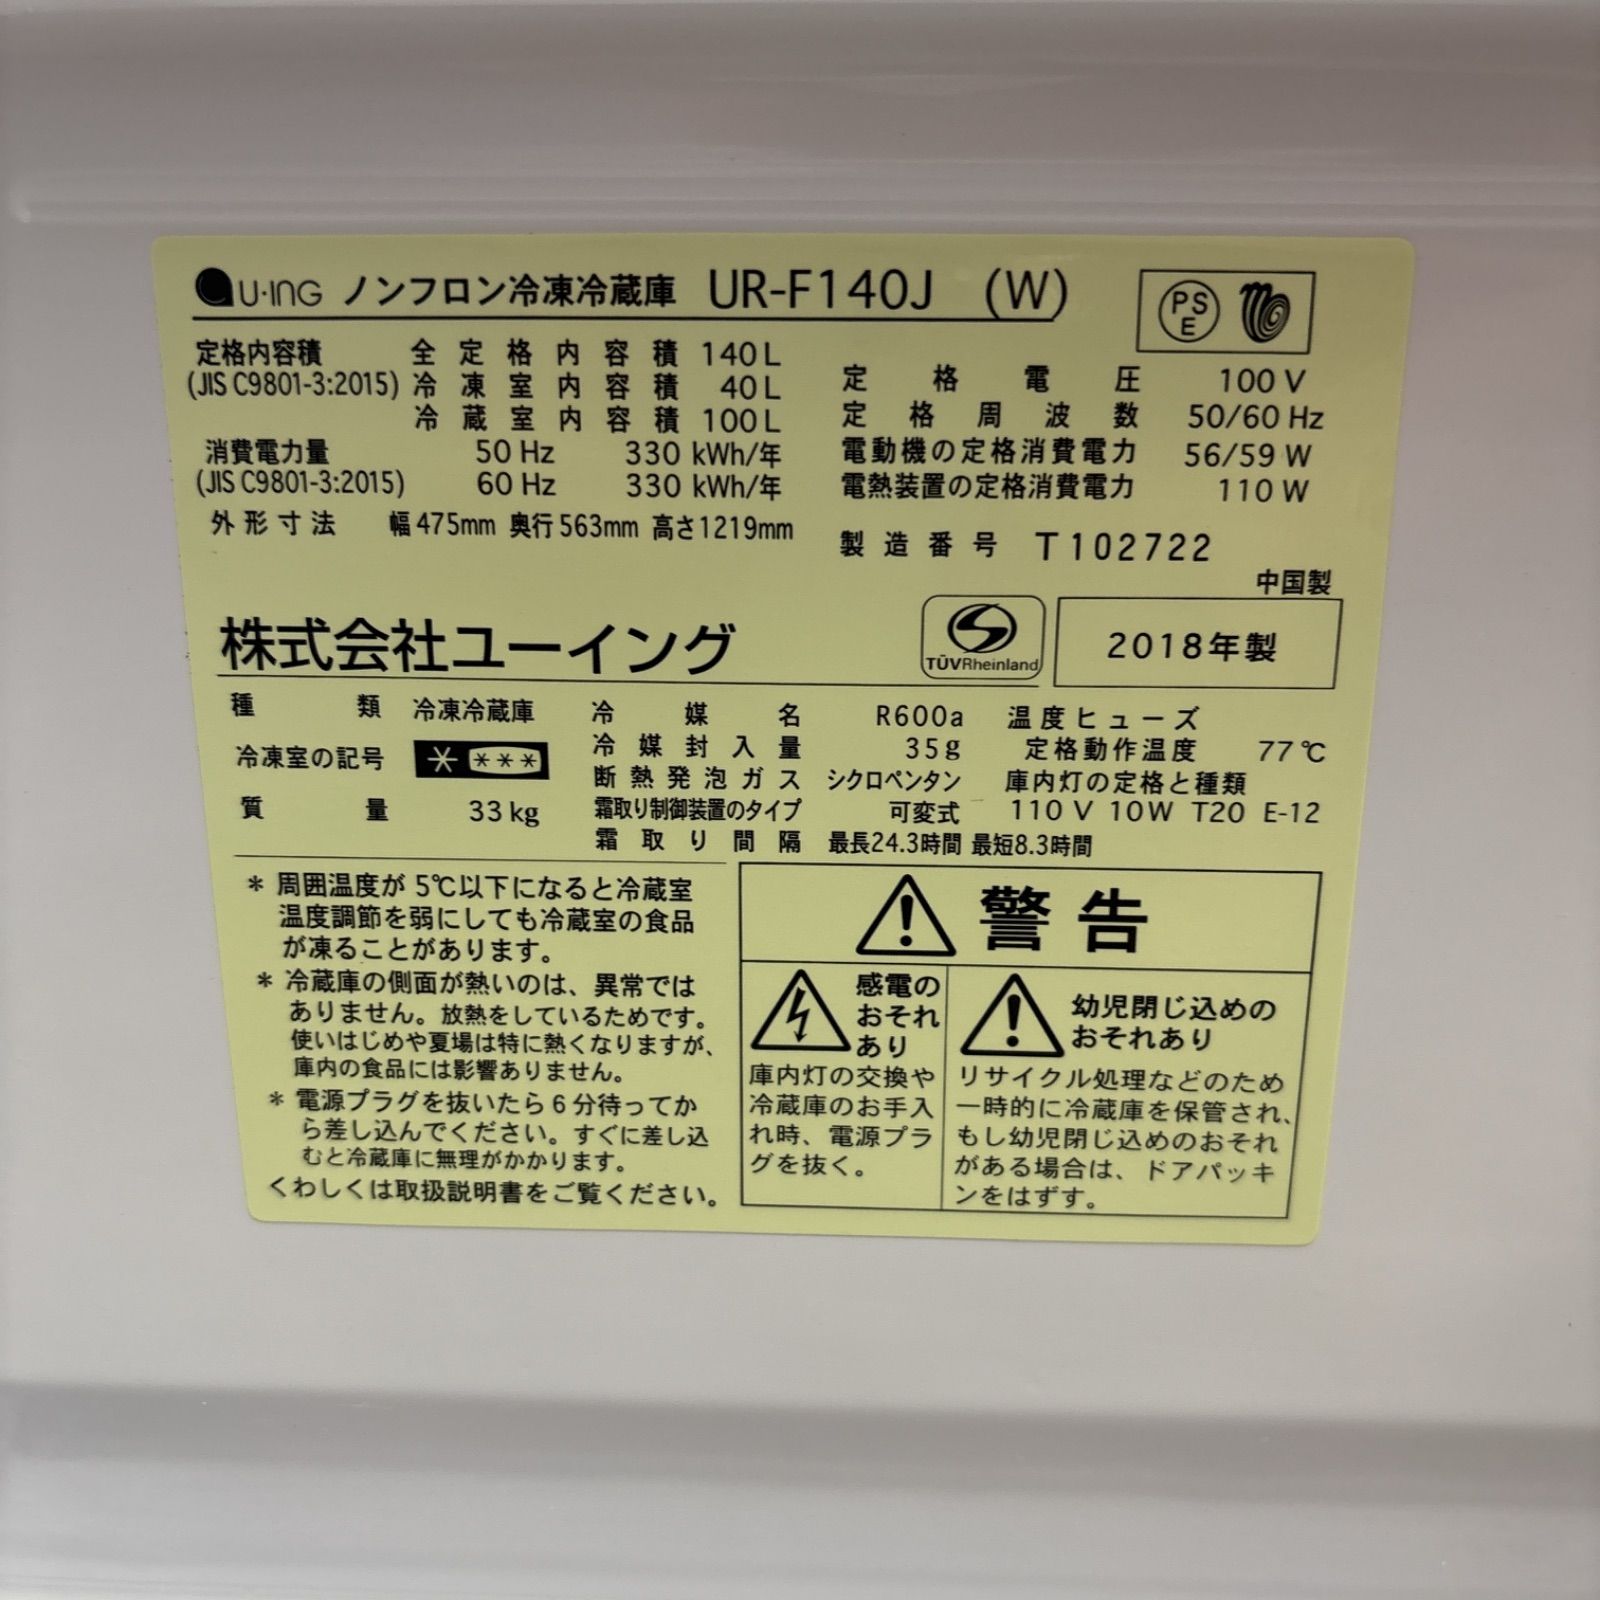 U-ING ノンフロン冷凍冷蔵庫 UR-F140J (W)
PSE
定格内容積 全定格内容積 140L
(JIS C9801-3:2015) 冷凍室内容積 40L
冷蔵室内容積 100L
消費電力量 50Hz 330kWh/年
(JIS C9801-3:2015) 60Hz 330kWh/年
外形寸法 幅475mm 奥行563mm 高さ1219mm
定格電圧 100V
定格周波数 50/60Hz
電動機の定格消費電力 56/59W
電熱装置の定格消費電力 110W
製造番号 T102722
中国製
株式会社ユーイング
TÜVRheinland
2018年製
種類 冷凍冷蔵庫
冷凍室の記号 * ***
質量 33kg
冷媒名 R600a
冷媒封入量 35g
断熱発泡ガス シクロペンタン
霜取り制御装置のタイプ 可変式
霜取り間隔 最長24.3時間 最短8.3時間
温度ヒューズ
定格動作温度 77℃
庫内灯の定格と種類
110V 10W T20 E-12
* 周囲温度が5℃以下になると冷蔵室
温度調節を弱にしても冷蔵室の食品
が凍ることがあります。
* 冷蔵庫の側面が熱いのは、異常では
ありません。放熱をしているためです。
使いはじめや夏場は特に熱くなりますが、
庫内の食品には影響ありません。
* 電源プラグを抜いたら6分待ってか
ら差し込んでください。すぐに差し込
むと冷蔵庫に無理がかかります。
くわしくは取扱説明書をご覧ください。
警告
感電の
おそれ
あり
庫内灯の交換や
冷蔵庫のお手入
れ時、電源プラ
グを抜く。
幼児閉じ込めの
おそれあり
リサイクル処理などのため
一時的に冷蔵庫を保管され、
もし幼児閉じ込めのおそれ
がある場合は、ドアパッキ
ンをはずす。